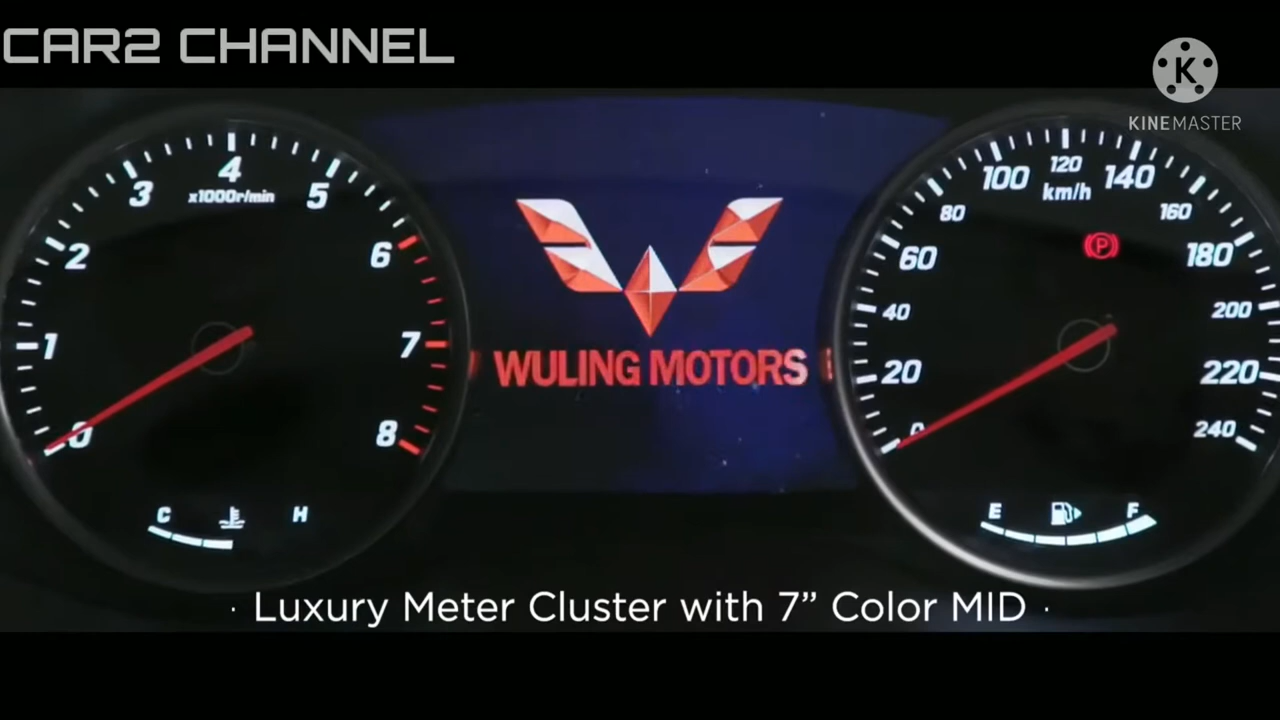 CAR2 CHANNEL
K
KINEMASTER
0
1
2
3
4
x1000r/min
5
6
7
8
C
H
WULING MOTORS
0
20
40
60
80
100
120
km/h
140
160
P
180
200
220
240
E
F
· Luxury Meter Cluster with 7” Color MID ·